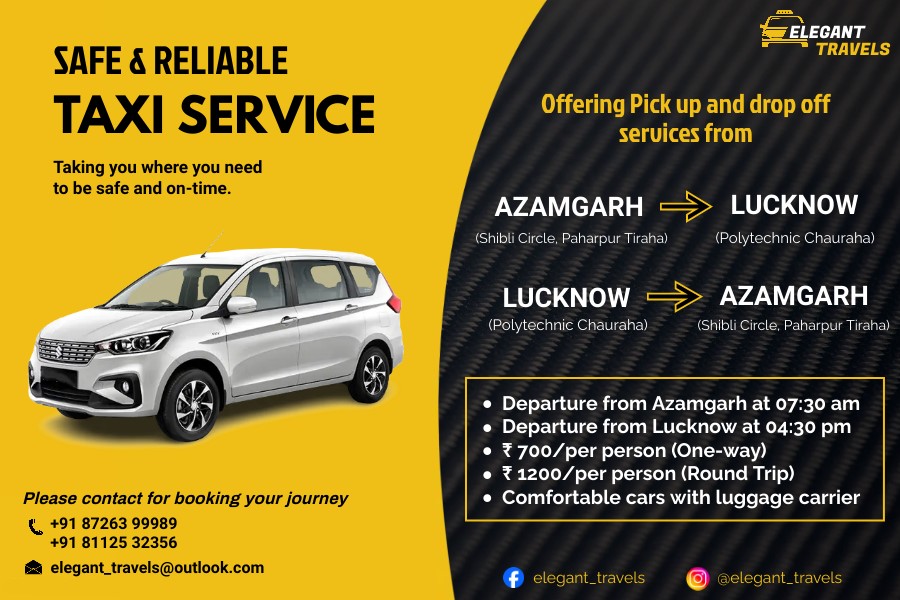 SAFE & RELIABLE
TAXI SERVICE
Taking you where you need
to be safe and on-time.
Please contact for booking your journey
+91 87263 99989
+91 81125 32356
elegant_travels@outlook.com
ELEGANT
TRAVELS
Offering Pick up and drop off
services from
AZAMGARH LUCKNOW
(Shibli Circle, Paharpur Tiraha) (Polytechnic Chauraha)
LUCKNOW AZAMGARH
(Polytechnic Chauraha) (Shibli Circle, Paharpur Tiraha)
• Departure from Azamgarh at 07:30 am
• Departure from Lucknow at 04:30 pm
• ₹ 700/per person (One-way)
• ₹ 1200/per person (Round Trip)
• Comfortable cars with luggage carrier
elegant_travels @elegant_travels